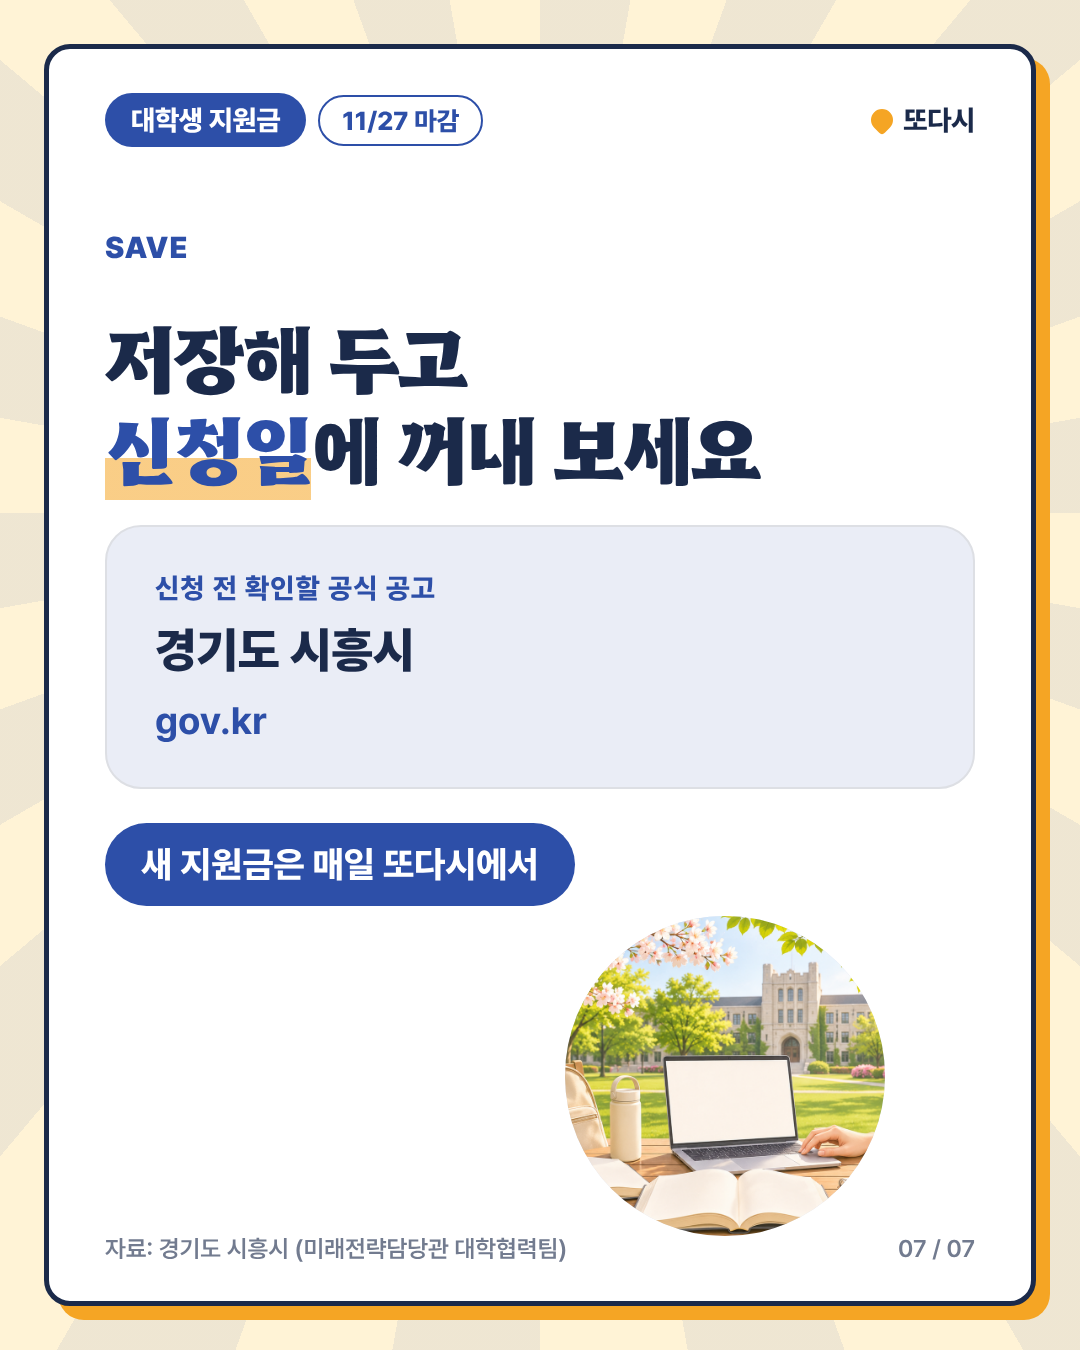 대학생 지원금
11/27 마감
또다시
SAVE
저장해 두고
신청일에 꺼내 보세요
신청 전 확인할 공식 공고
경기도 시흥시
gov.kr
새 지원금은 매일 또다시에서
자료: 경기도 시흥시 (미래전략담당관 대학협력팀)
07 / 07